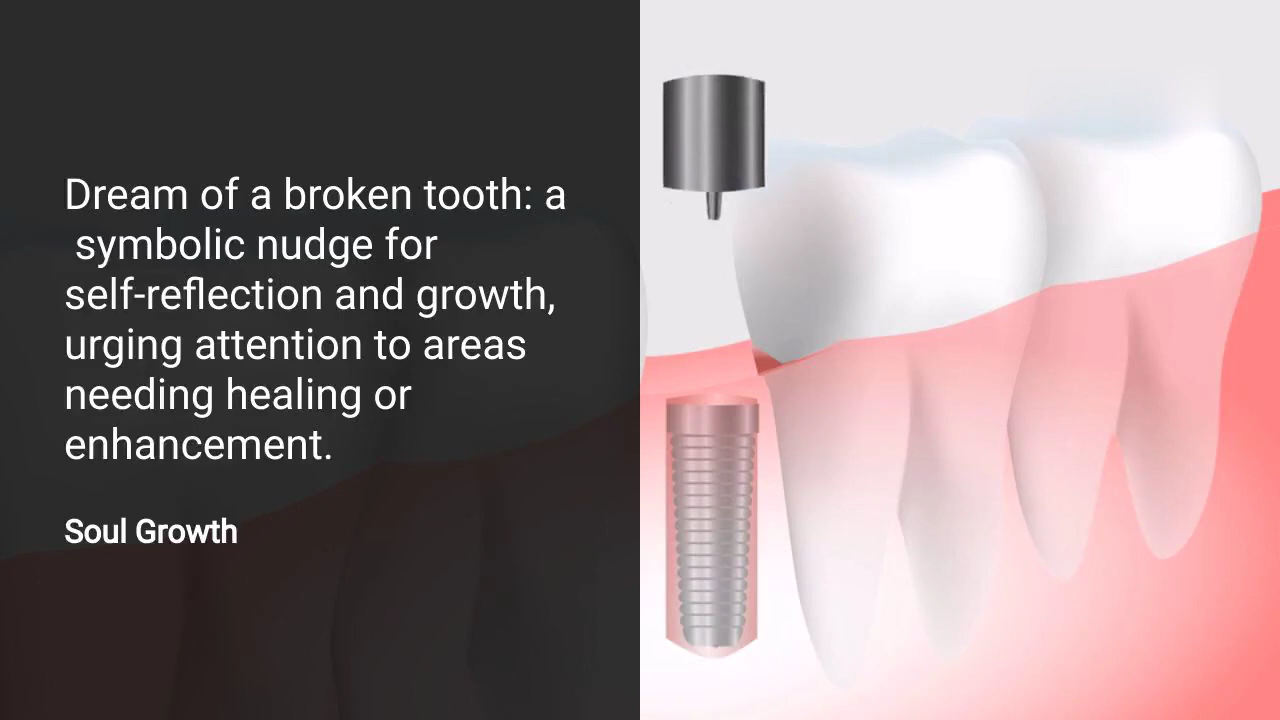 Dream of a broken tooth: a
symbolic nudge for
self-reflection and growth,
urging attention to areas
needing healing or
enhancement.
Soul Growth